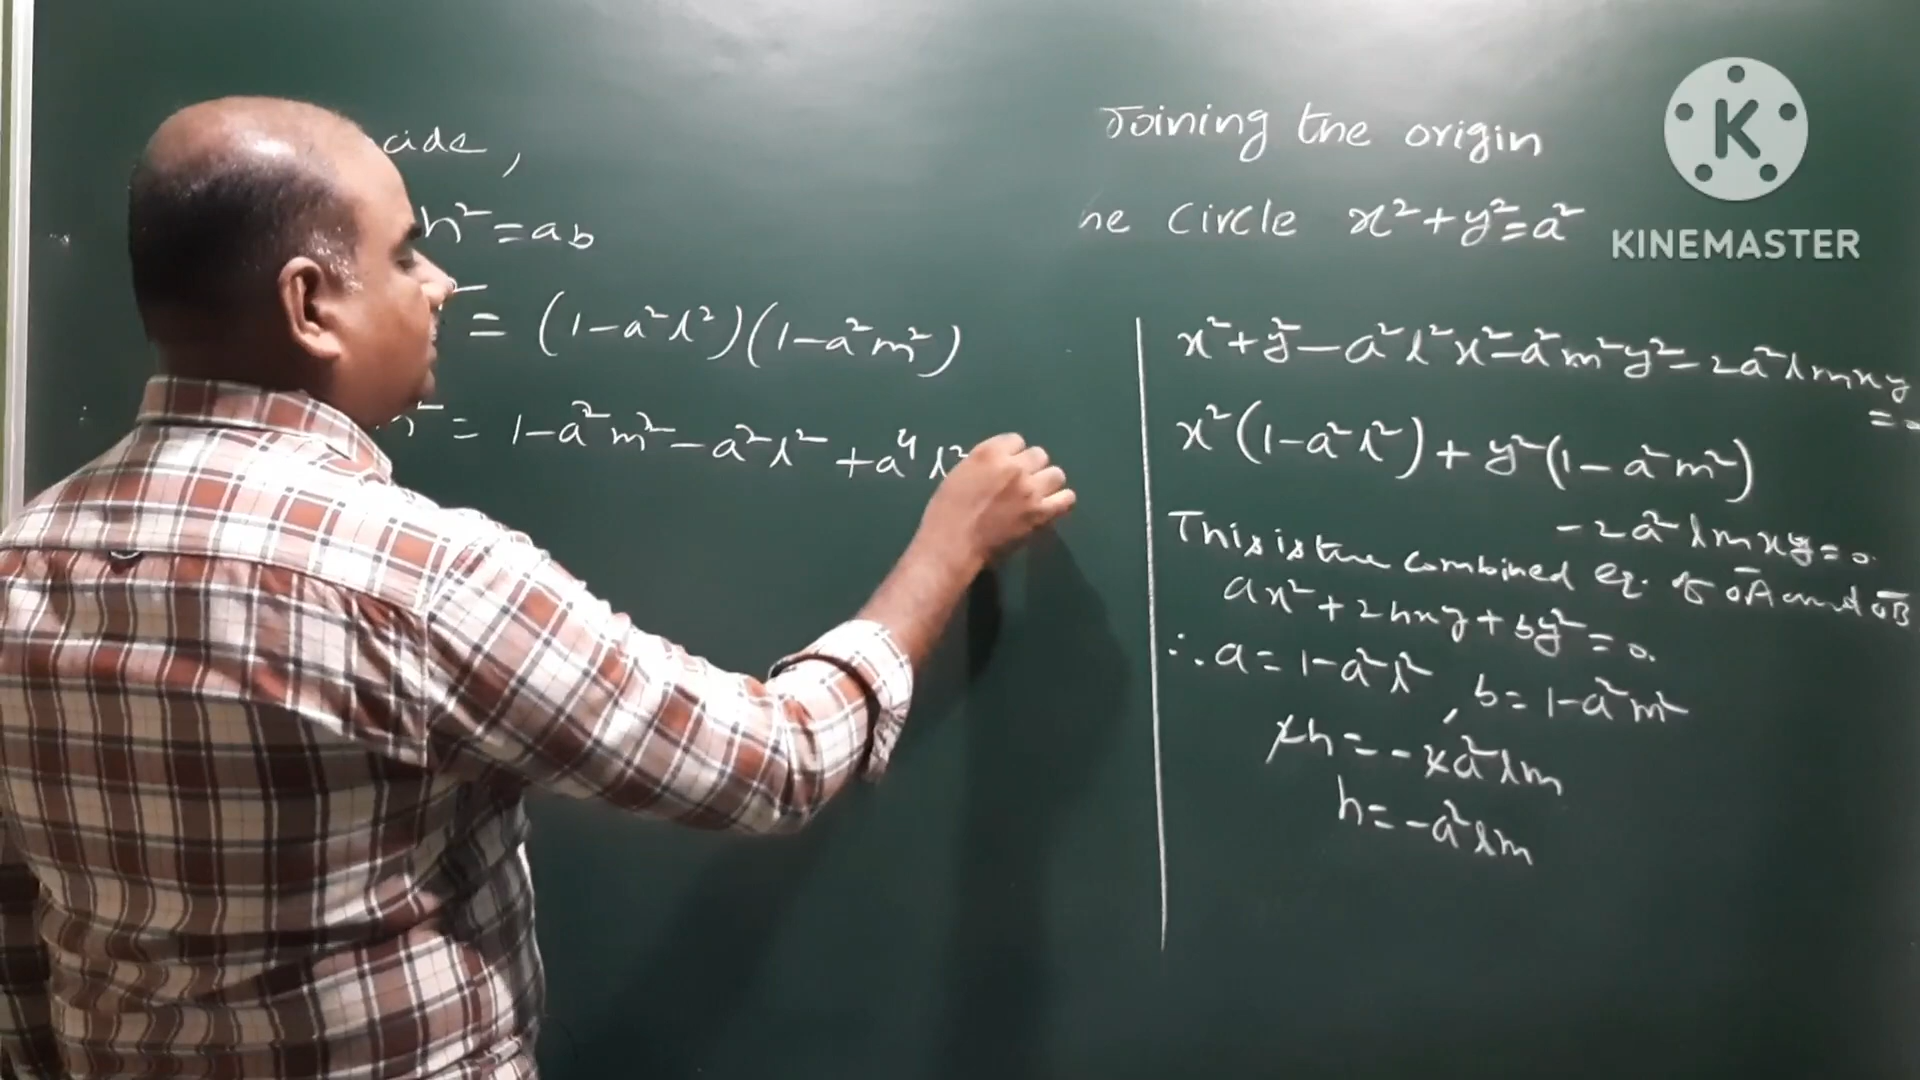 h² = ab
= (1-a²l²)(1-a²m²)
= 1-a²m²-a²l²+a⁴l²
Joining the origin
Circle x²+y²=a²
x²+y²-a²l²x²-a²m²y²-2a²lmxy
=0
x²(1-a²l²)+y²(1-a²m²)
-2a²lmxy=0.
This is the combined eq. of OA and OB
ax²+2hxy+by²=0.
∴ a=1-a²l², b=1-a²m²
2h=-2a²lm
h=-a²lm
K
KINEMASTER